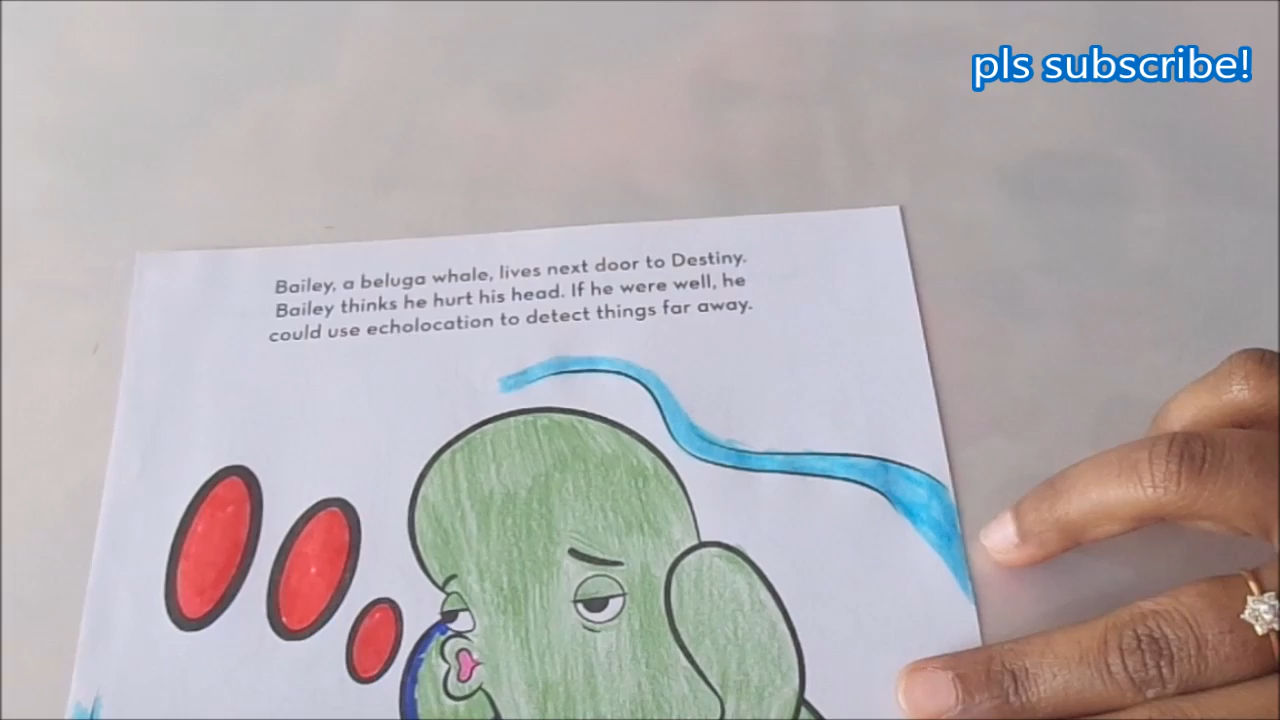 pls subscribe!
Bailey, a beluga whale, lives next door to Destiny.
Bailey thinks he hurt his head. If he were well, he
could use echolocation to detect things far away.